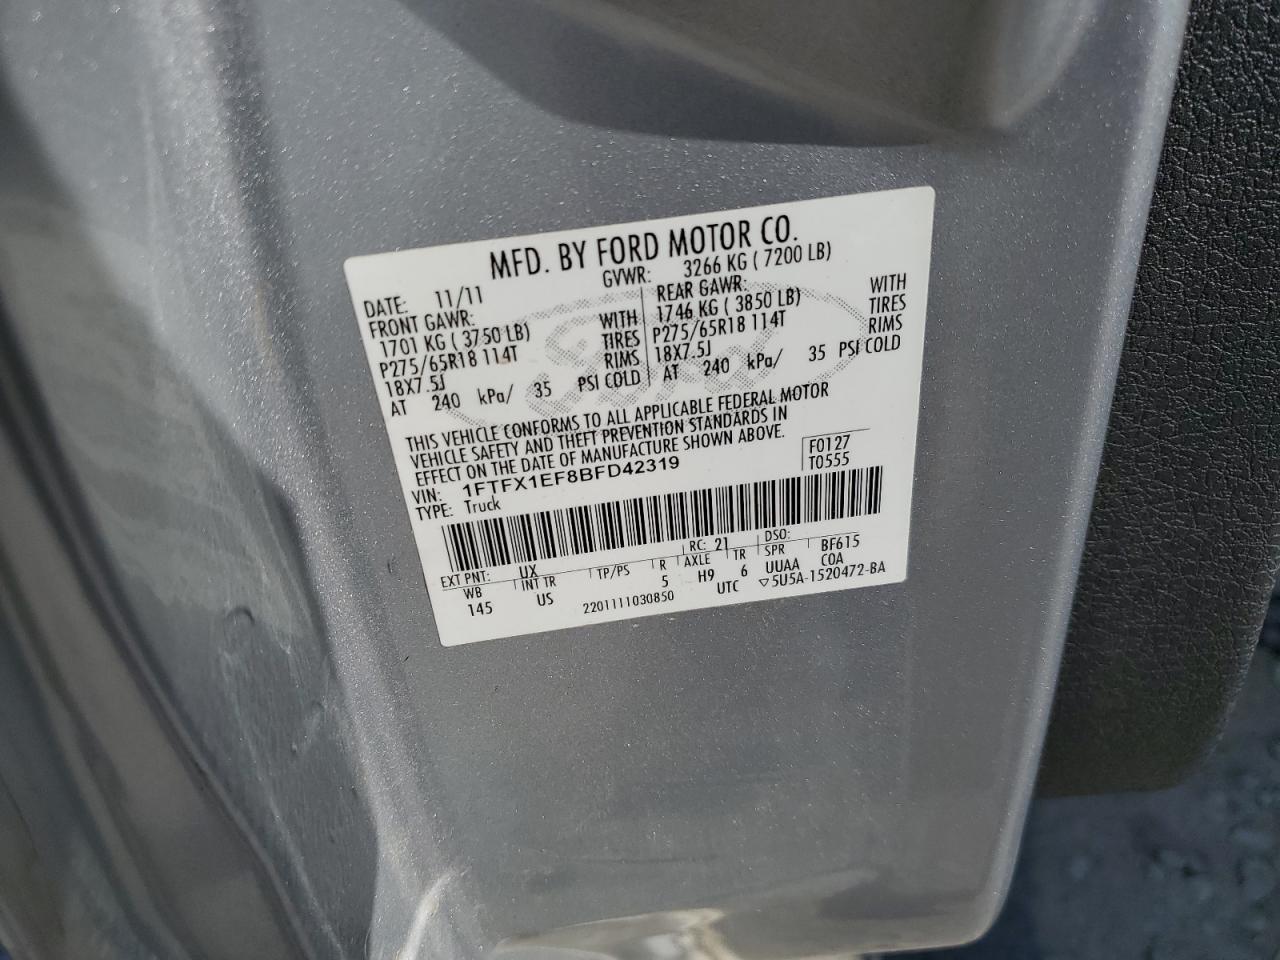 MFD. BY FORD MOTOR CO.
DATE: 11/11 GVWR: 3266 KG ( 7200 LB)
FRONT GAWR: REAR GAWR:
1701 KG ( 3750 LB) WITH 1746 KG ( 3850 LB) WITH
P275/65R18 114T TIRES P275/65R18 114T TIRES
18X7.5J RIMS 18X7.5J RIMS
AT 240 kPa/ 35 PSI COLD AT 240 kPa/ 35 PSI COLD
Ford
THIS VEHICLE CONFORMS TO ALL APPLICABLE FEDERAL MOTOR
VEHICLE SAFETY AND THEFT PREVENTION STANDARDS IN
EFFECT ON THE DATE OF MANUFACTURE SHOWN ABOVE.
VIN: 1FTFX1EF8BFD42319 F0127
TYPE: Truck T0555
EXT PNT: UX RC: 21 DSO: BF615
WB INT TR TP/PS R AXLE TR SPR COA
145 US 5 H9 6 UUAA
2201111030850 UTC ▽5U5A-1520472-BA